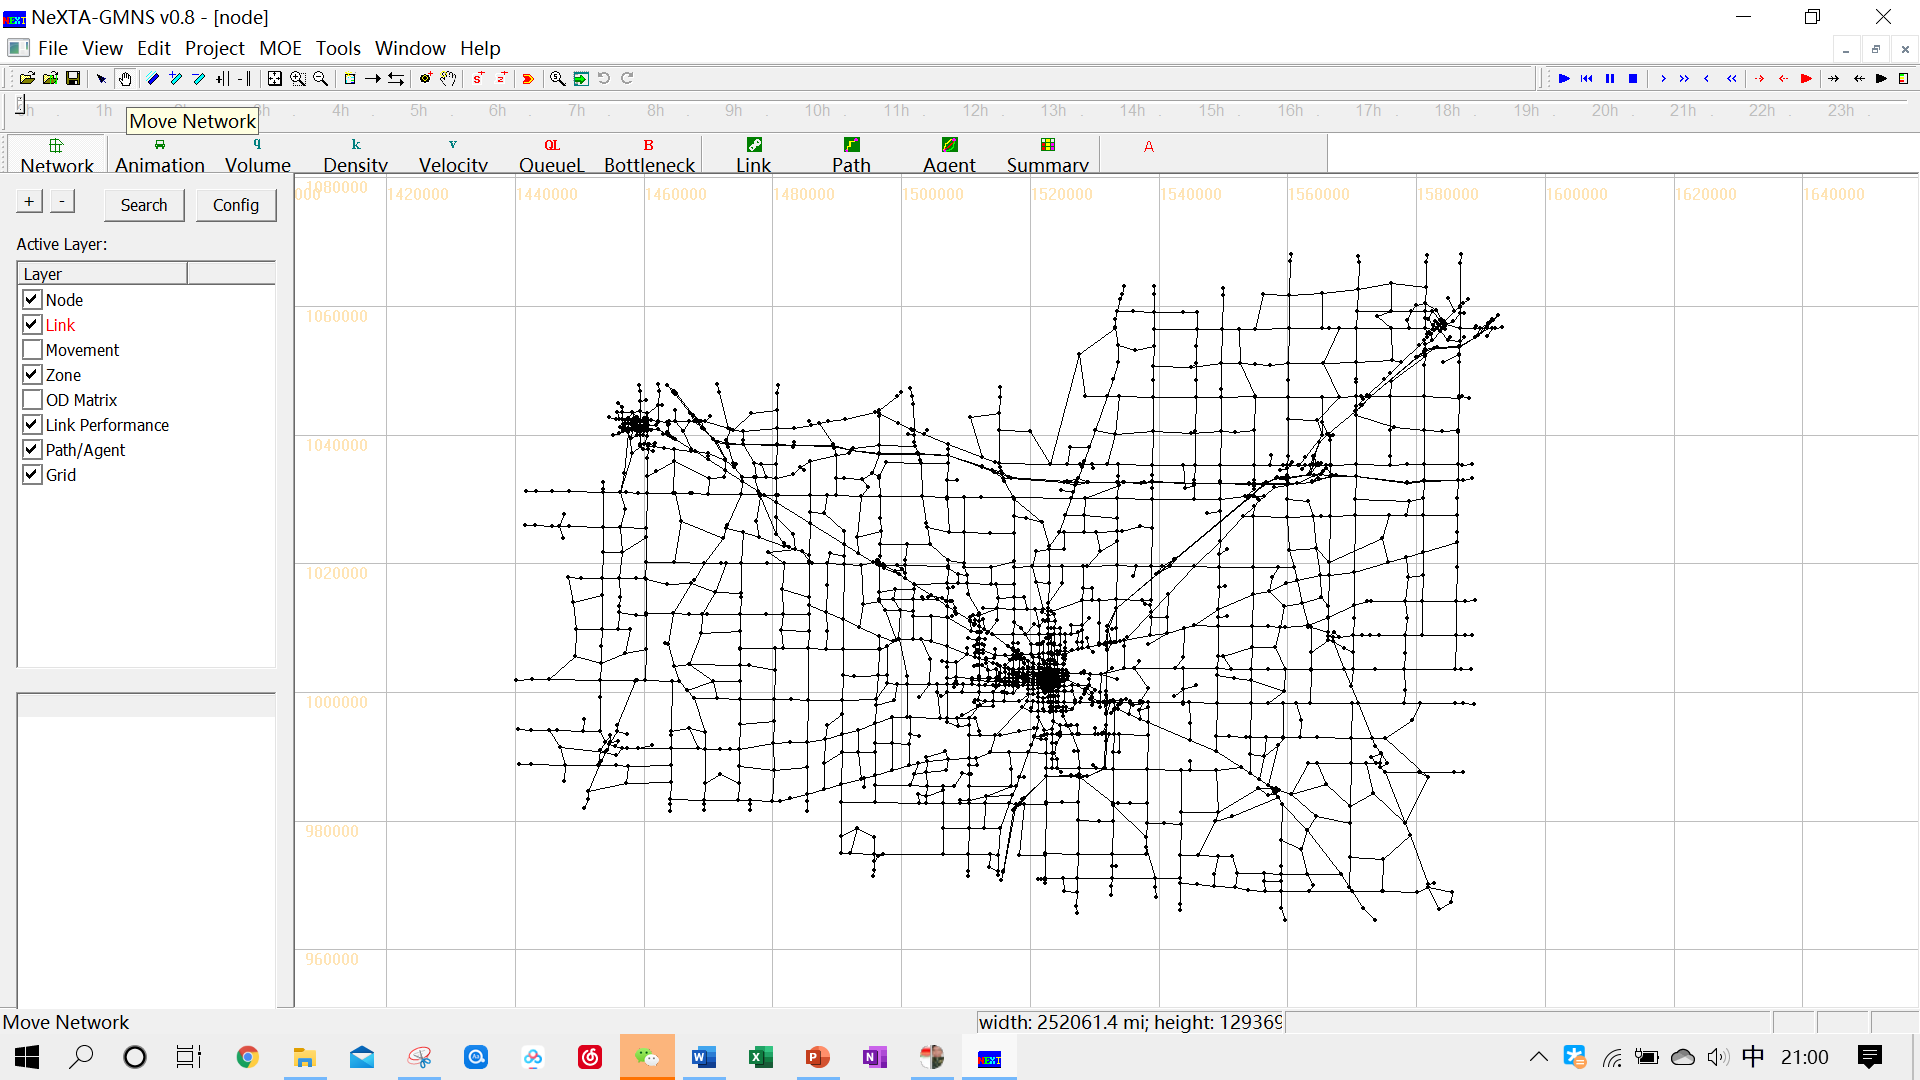 NeXTA-GMNS v0.8 - [node]
File View Edit Project MOE Tools Window Help
1h 3h 4h 5h 6h 7h 8h 9h 10h 11h 12h 13h 14h 15h 16h 17h 18h 19h 20h 21h 22h 23h
Move Network
k v QL B A
Network Animation Volume Density Velocity QueueL Bottleneck Link Path Agent Summary
+ - Search Config
Active Layer:
Layer
Node
Link
Movement
Zone
OD Matrix
Link Performance
Path/Agent
Grid
1080000
000 1420000 1440000 1460000 1480000 1500000 1520000 1540000 1560000 1580000 1600000 1620000 1640000
1060000
1040000
1020000
1000000
980000
960000
Move Network
width: 252061.4 mi; height: 129369
中 21:00